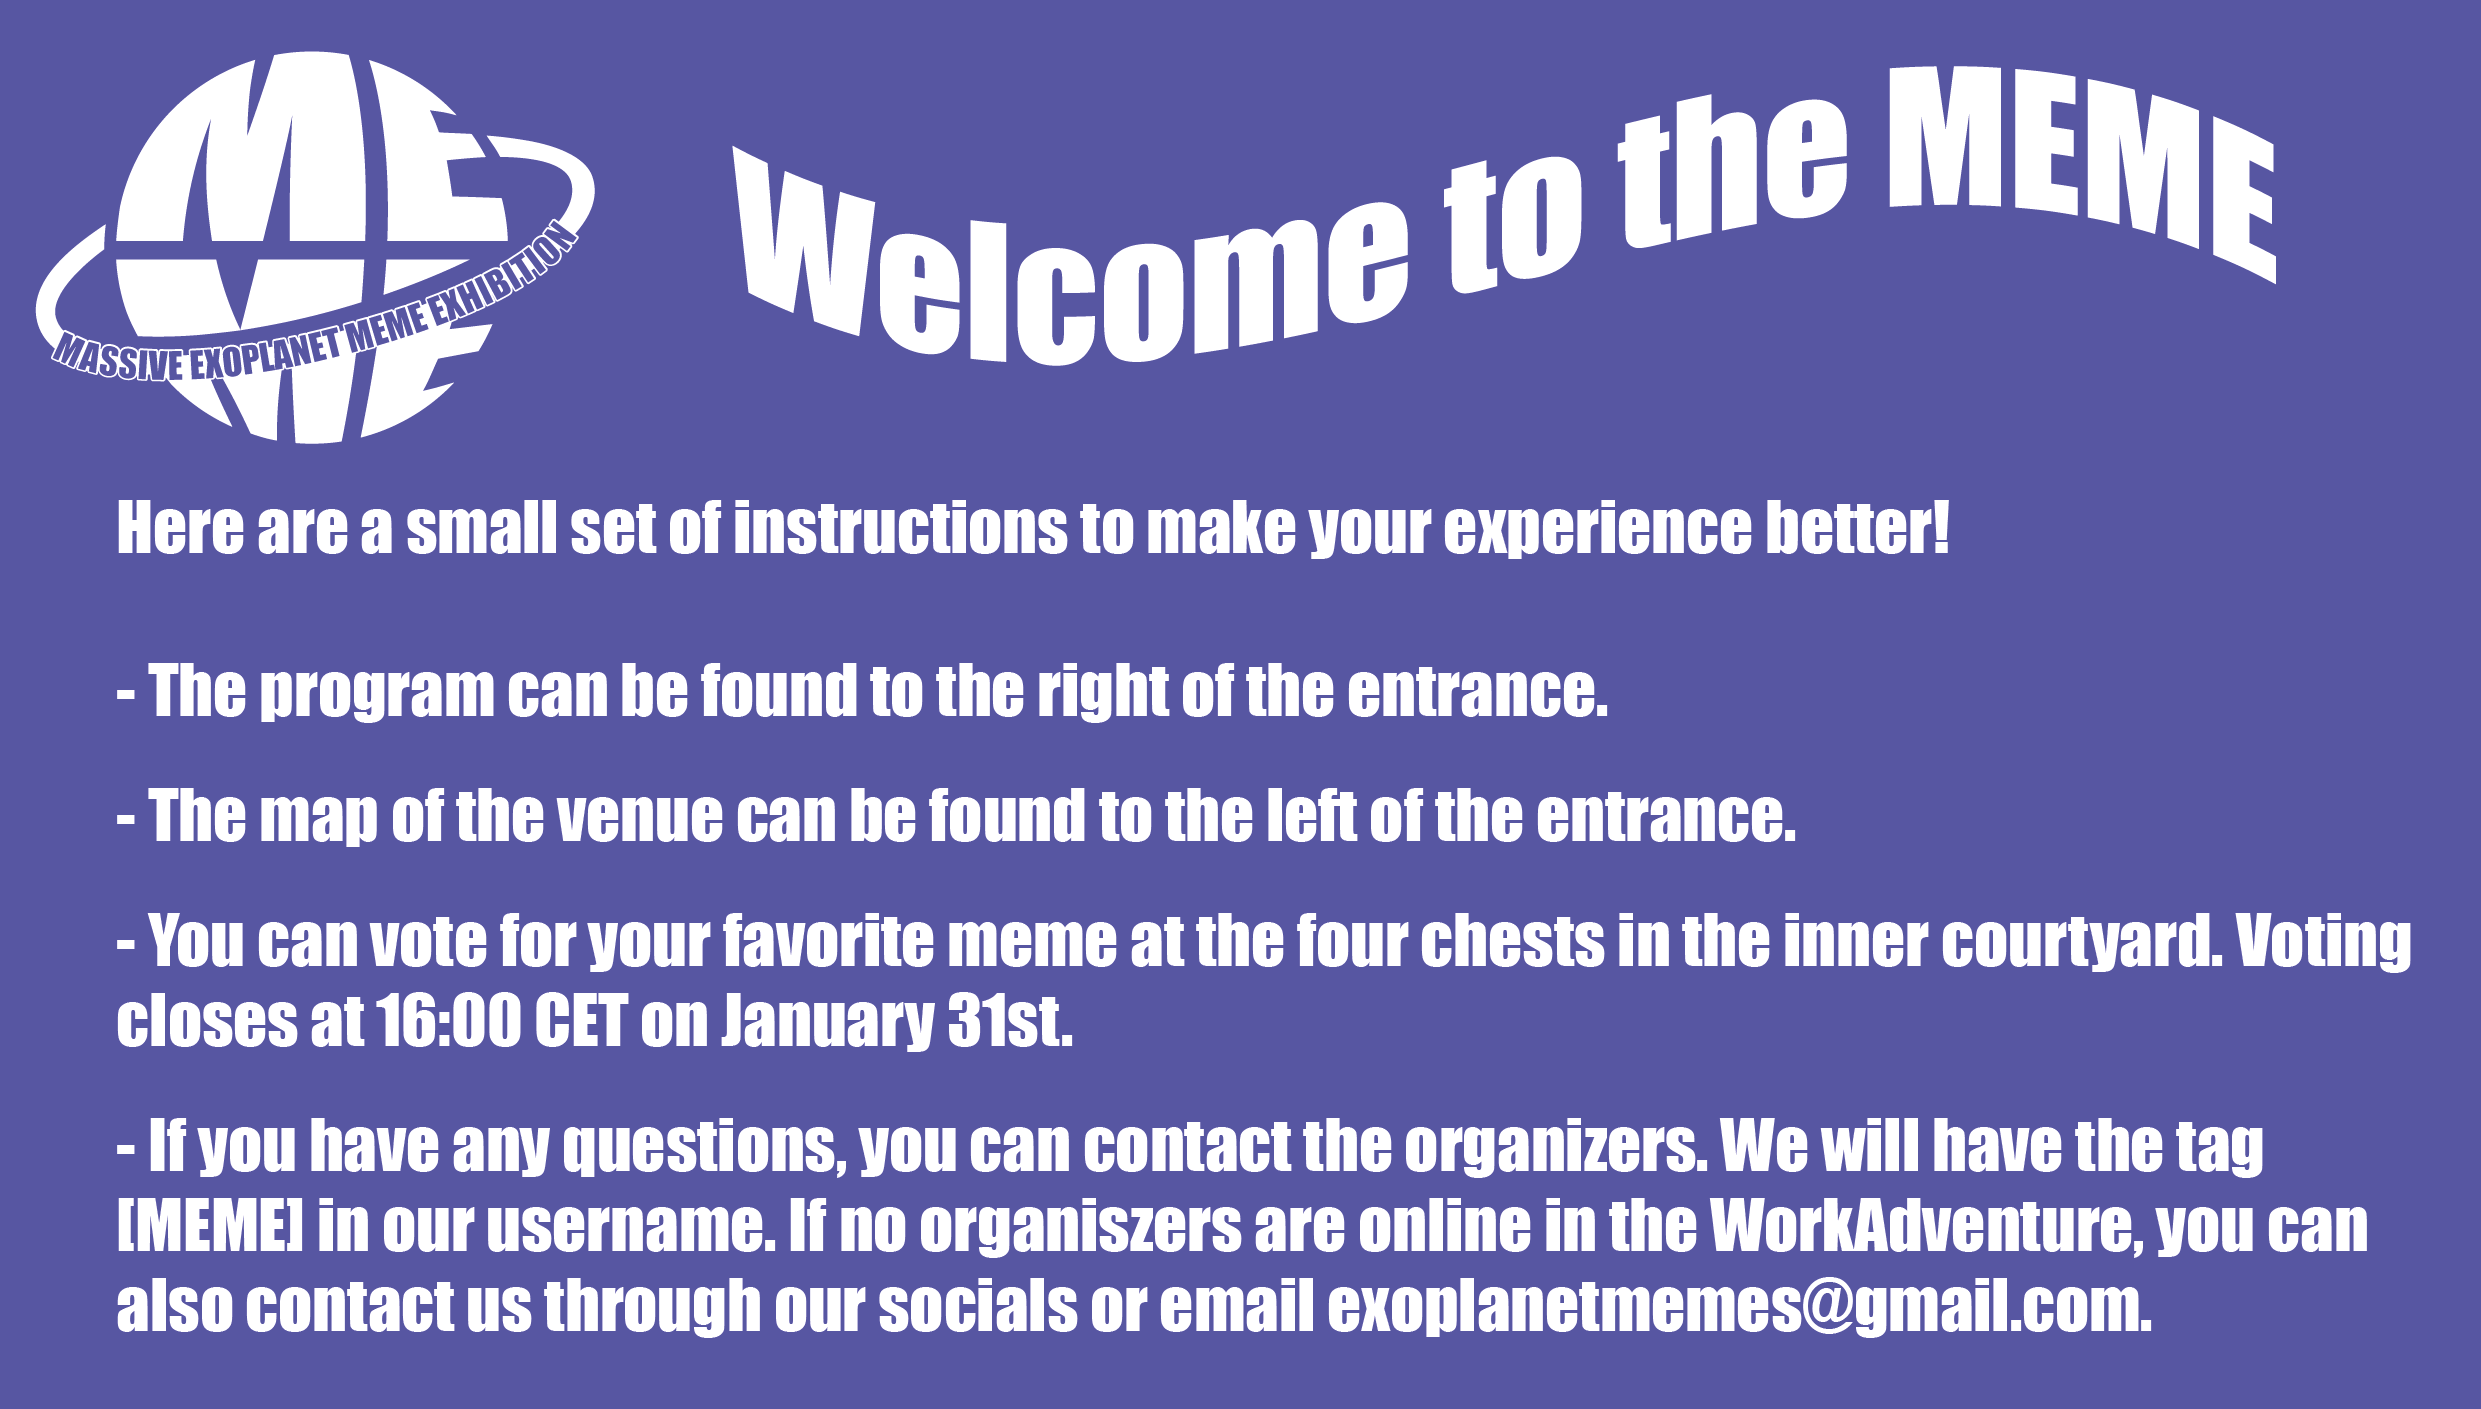 ME
ME
MASSIVE EXOPLANET MEME EXHIBITION
Welcome to the MEME
Here are a small set of instructions to make your experience better!
- The program can be found to the right of the entrance.
- The map of the venue can be found to the left of the entrance.
- You can vote for your favorite meme at the four chests in the inner courtyard. Voting
closes at 16:00 CET on January 31st.
- If you have any questions, you can contact the organizers. We will have the tag
[MEME] in our username. If no organiszers are online in the WorkAdventure, you can
also contact us through our socials or email exoplanetmemes@gmail.com.